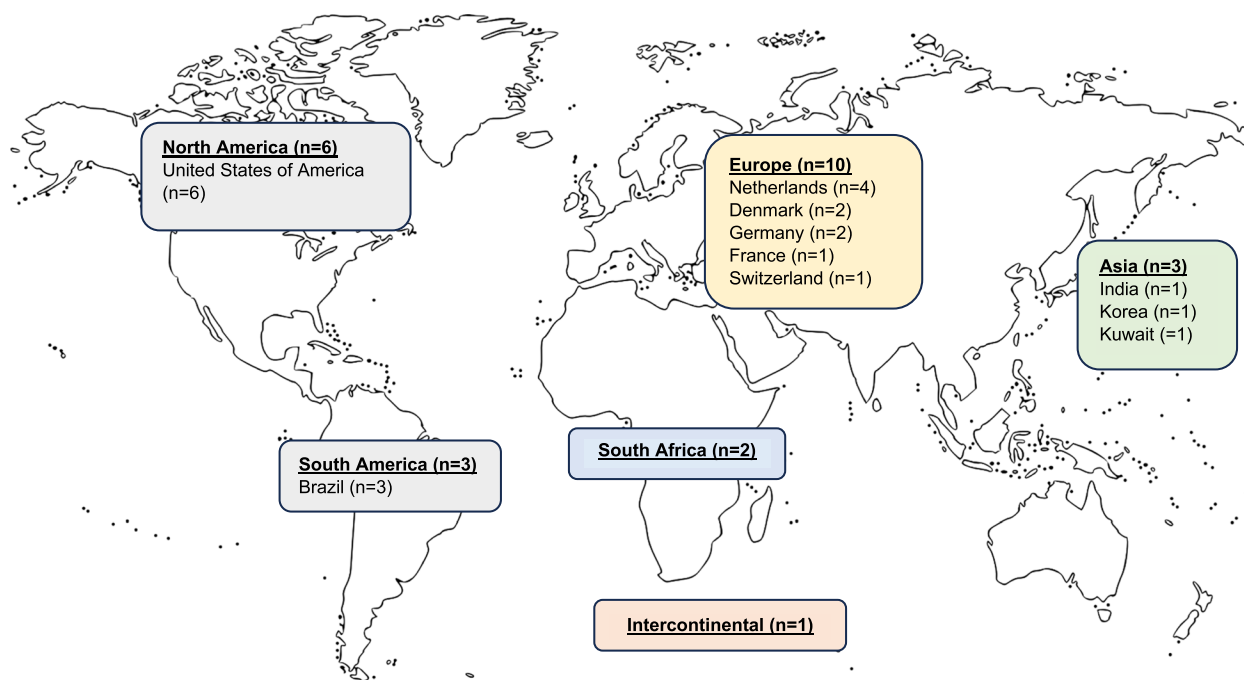 North America (n=6)
United States of America
(n=6)
Europe (n=10)
Netherlands (n=4)
Denmark (n=2)
Germany (n=2)
France (n=1)
Switzerland (n=1)
Asia (n=3)
India (n=1)
Korea (n=1)
Kuwait (=1)
South America (n=3)
Brazil (n=3)
South Africa (n=2)
Intercontinental (n=1)